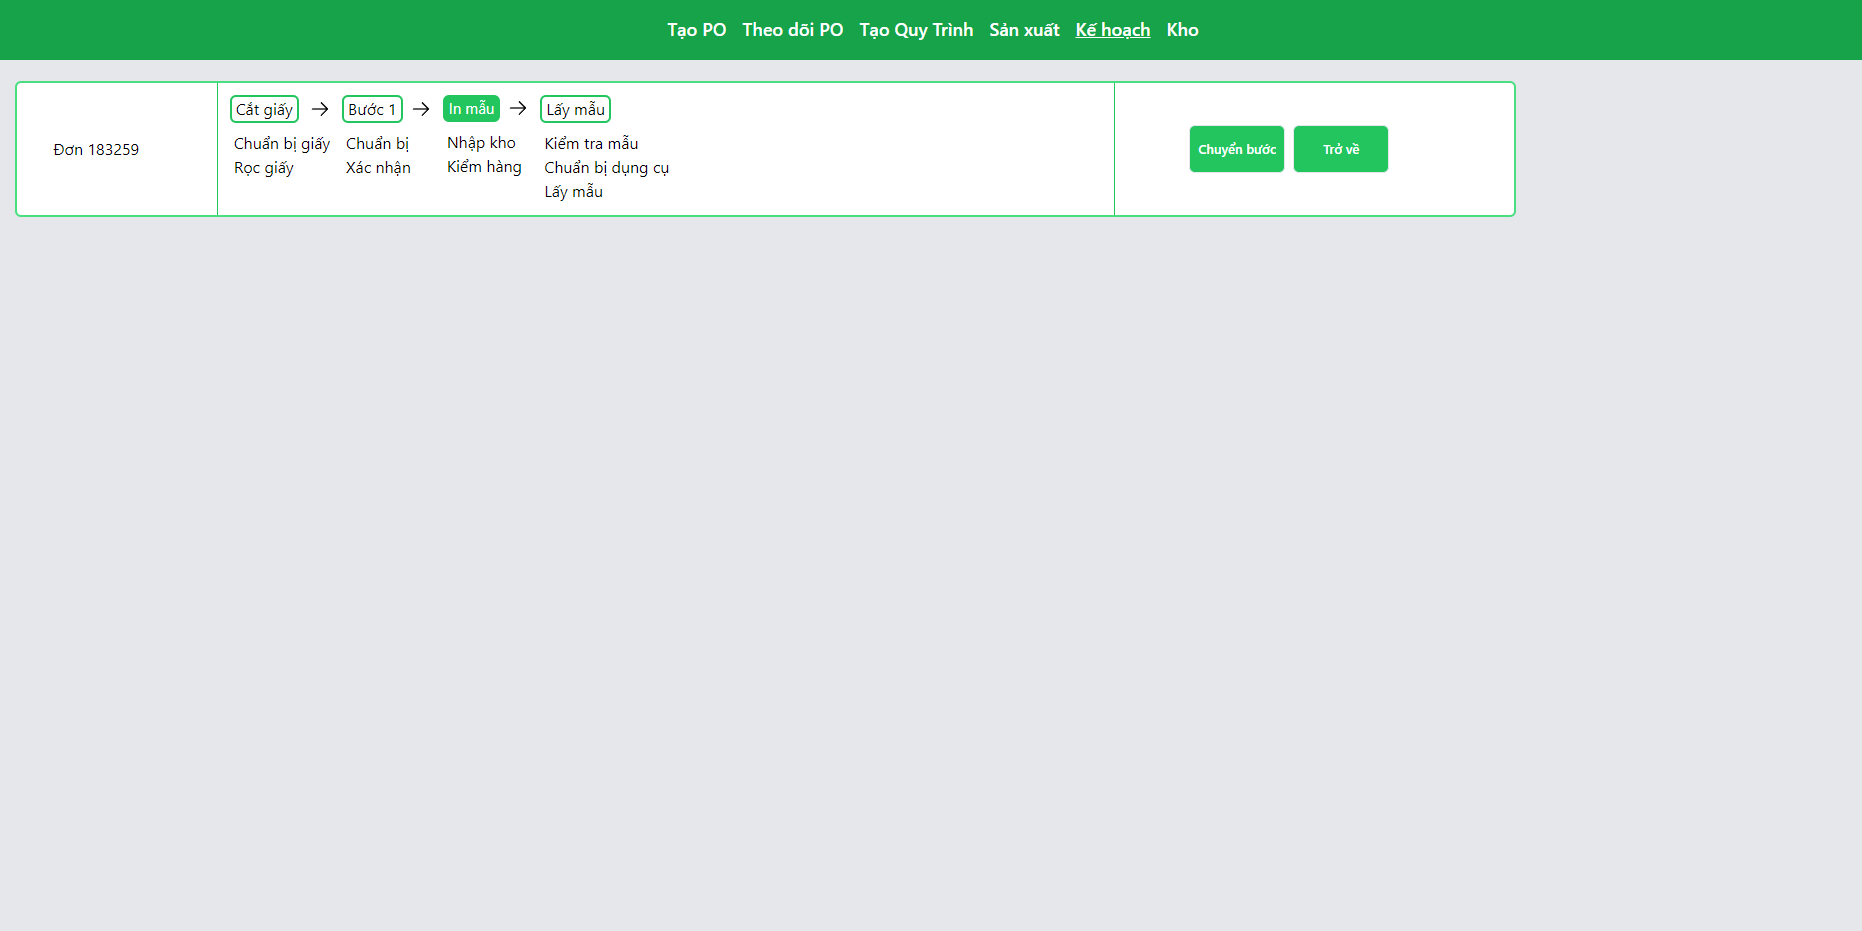 Tạo PO Theo dõi PO Tạo Quy Trình Sản xuất Kế hoạch Kho
Đơn 183259
Cắt giấy → Bước 1 → In mẫu → Lấy mẫu
Chuẩn bị giấy
Rọc giấy
Chuẩn bị
Xác nhận
Nhập kho
Kiểm hàng
Kiểm tra mẫu
Chuẩn bị dụng cụ
Lấy mẫu
Chuyển bước
Trở về